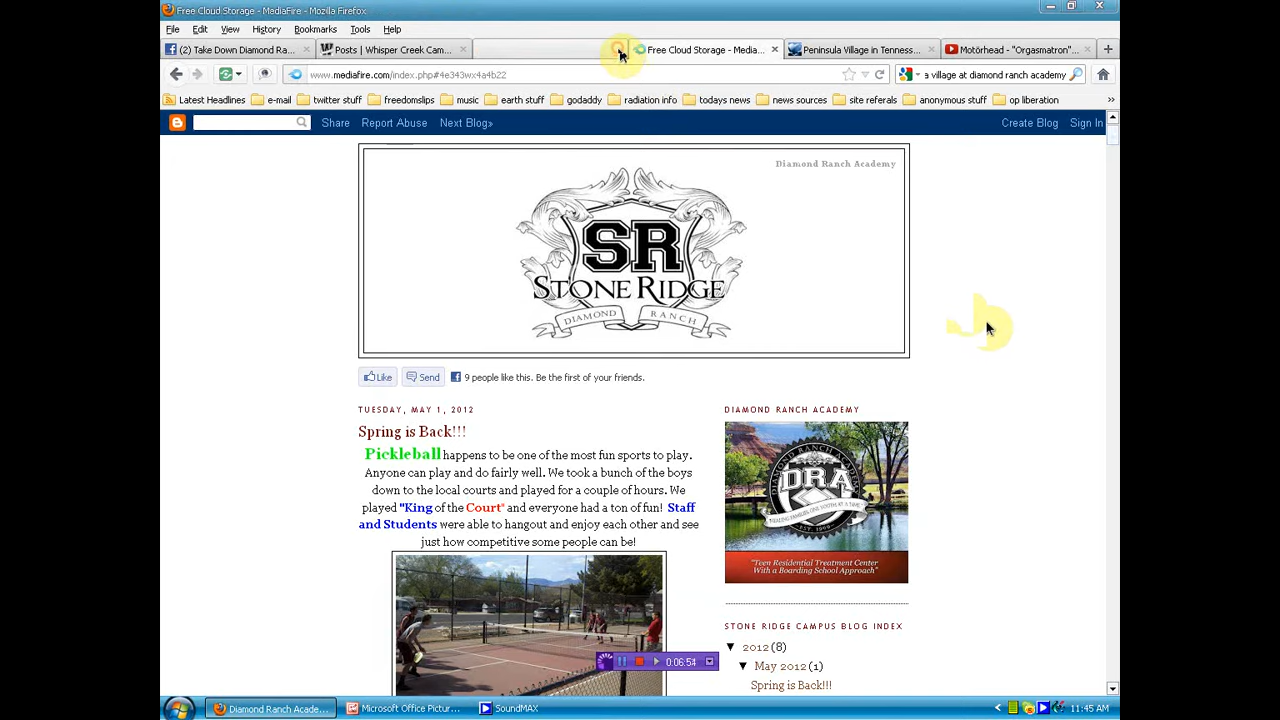 Free Cloud Storage - MediaFire - Mozilla Firefox
File Edit View History Bookmarks Tools Help
(2) Take Down Diamond Ra...
Posts | Whisper Creek Cam...
Free Cloud Storage - Media...
Peninsula Village in Tenness...
Motörhead - "Orgasmatron"...
www.mediafire.com/index.php#4e343wx4a4b22
a village at diamond ranch academy
Latest Headlines e-mail twitter stuff freedomslips music earth stuff godaddy radiation info todays news news sources site referals anonymous stuff op liberation
Share Report Abuse Next Blog»
Create Blog Sign In
Diamond Ranch Academy
SR
STONE RIDGE
DIAMOND RANCH
Like Send 9 people like this. Be the first of your friends.
TUESDAY, MAY 1, 2012
Spring is Back!!!
Pickleball happens to be one of the most fun sports to play.
Anyone can play and do fairly well. We took a bunch of the boys
down to the local courts and played for a couple of hours. We
played "King of the Court" and everyone had a ton of fun! Staff
and Students were able to hangout and enjoy each other and see
just how competitive some people can be!
DIAMOND RANCH ACADEMY
DIAMOND RANCH ACADEMY
DRA
EST. 1999
"Teen Residential Treatment Center
With a Boarding School Approach"
STONE RIDGE CAMPUS BLOG INDEX
▼ 2012 (8)
▼ May 2012 (1)
Spring is Back!!!
0:06:54
Diamond Ranch Acade...
Microsoft Office Pictur...
SoundMAX
11:45 AM